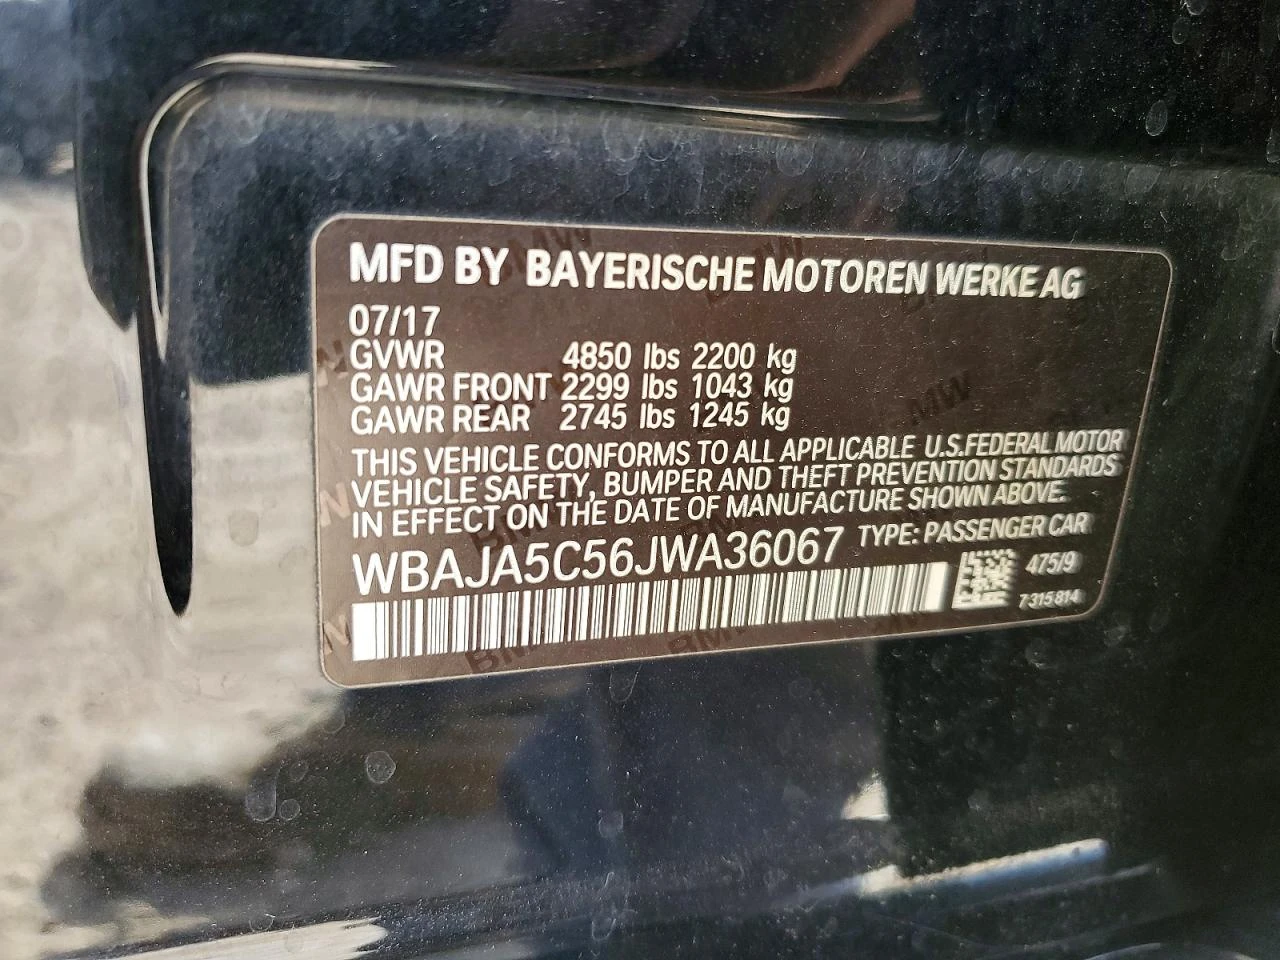 MFD BY BAYERISCHE MOTOREN WERKE AG
07/17
GVWR 4850 lbs 2200 kg
GAWR FRONT 2299 lbs 1043 kg
GAWR REAR 2745 lbs 1245 kg
THIS VEHICLE CONFORMS TO ALL APPLICABLE U.S.FEDERAL MOTOR
VEHICLE SAFETY, BUMPER AND THEFT PREVENTION STANDARDS
IN EFFECT ON THE DATE OF MANUFACTURE SHOWN ABOVE.
WBAJA5C56JWA36067 TYPE: PASSENGER CAR
475/9
7315814